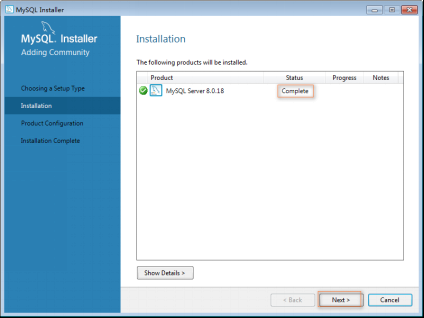 MySQL Installer
MySQL. Installer
Adding Community
Choosing a Setup Type
Installation
Product Configuration
Installation Complete
Installation
The following products will be installed.
Product Status Progress Notes
MySQL Server 8.0.18 Complete
Show Details >
< Back Next > Cancel